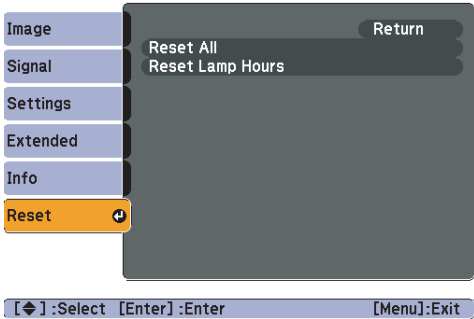 Image
Signal
Settings
Extended
Info
Reset
Return
Reset All
Reset Lamp Hours
[◆] :Select [Enter] :Enter [Menu]:Exit